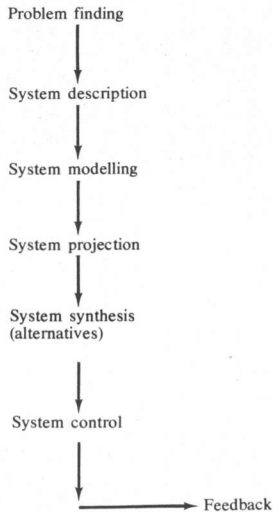 Problem finding
System description
System modelling
System projection
System synthesis
(alternatives)
System control
Feedback